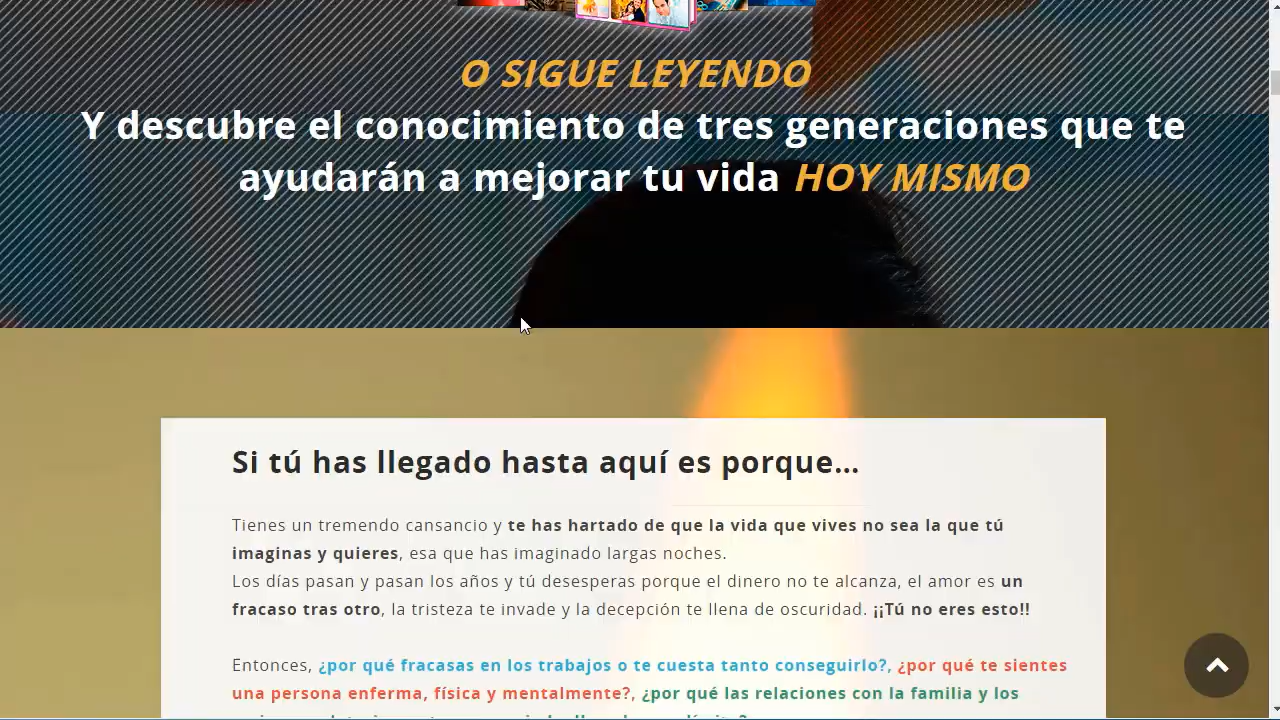 O SIGUE LEYENDO
Y descubre el conocimiento de tres generaciones que te
ayudarán a mejorar tu vida HOY MISMO
Si tú has llegado hasta aquí es porque...
Tienes un tremendo cansancio y te has hartado de que la vida que vives no sea la que tú
imaginas y quieres, esa que has imaginado largas noches.
Los días pasan y pasan los años y tú desesperas porque el dinero no te alcanza, el amor es un
fracaso tras otro, la tristeza te invade y la decepción te llena de oscuridad. ¡¡Tú no eres esto!!
Entonces, ¿por qué fracasas en los trabajos o te cuesta tanto conseguirlo?, ¿por qué te sientes
una persona enferma, física y mentalmente?, ¿por qué las relaciones con la familia y los